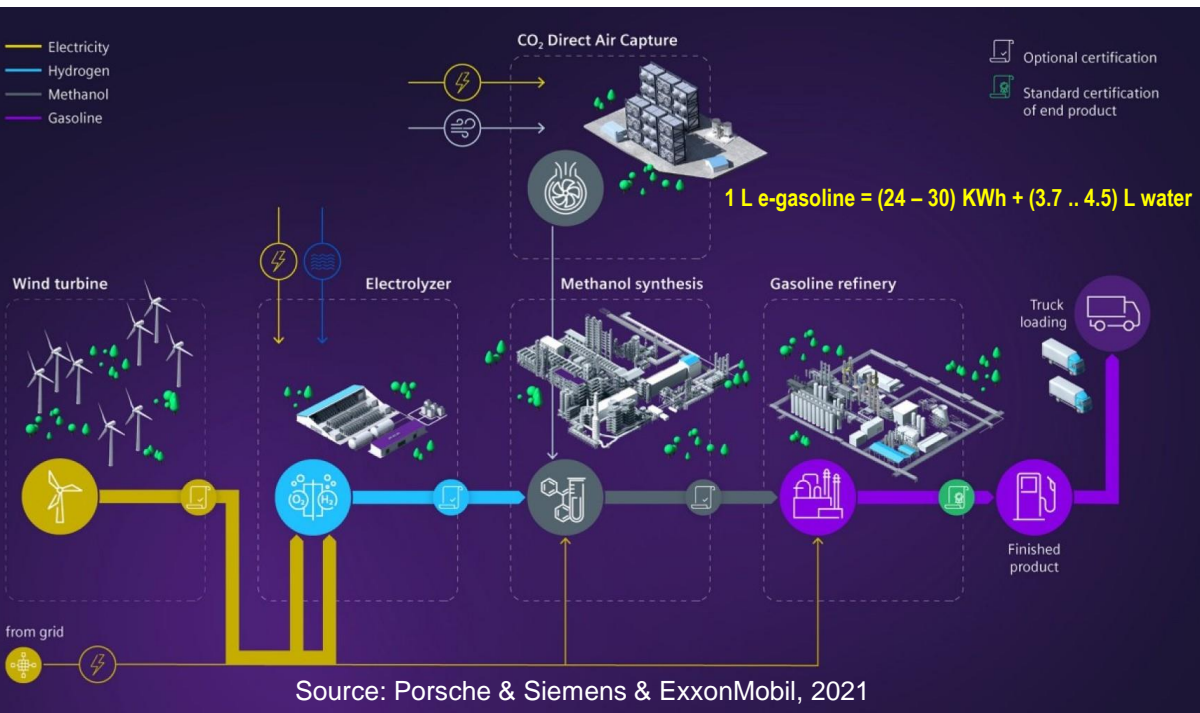 Electricity
Hydrogen
Methanol
Gasoline
CO₂ Direct Air Capture
Optional certification
Standard certification
of end product
1 L e-gasoline = (24 – 30) KWh + (3.7 .. 4.5) L water
Wind turbine
Electrolyzer
Methanol synthesis
Gasoline refinery
Truck
loading
O₂ H₂
Finished
product
from grid
Source: Porsche & Siemens & ExxonMobil, 2021